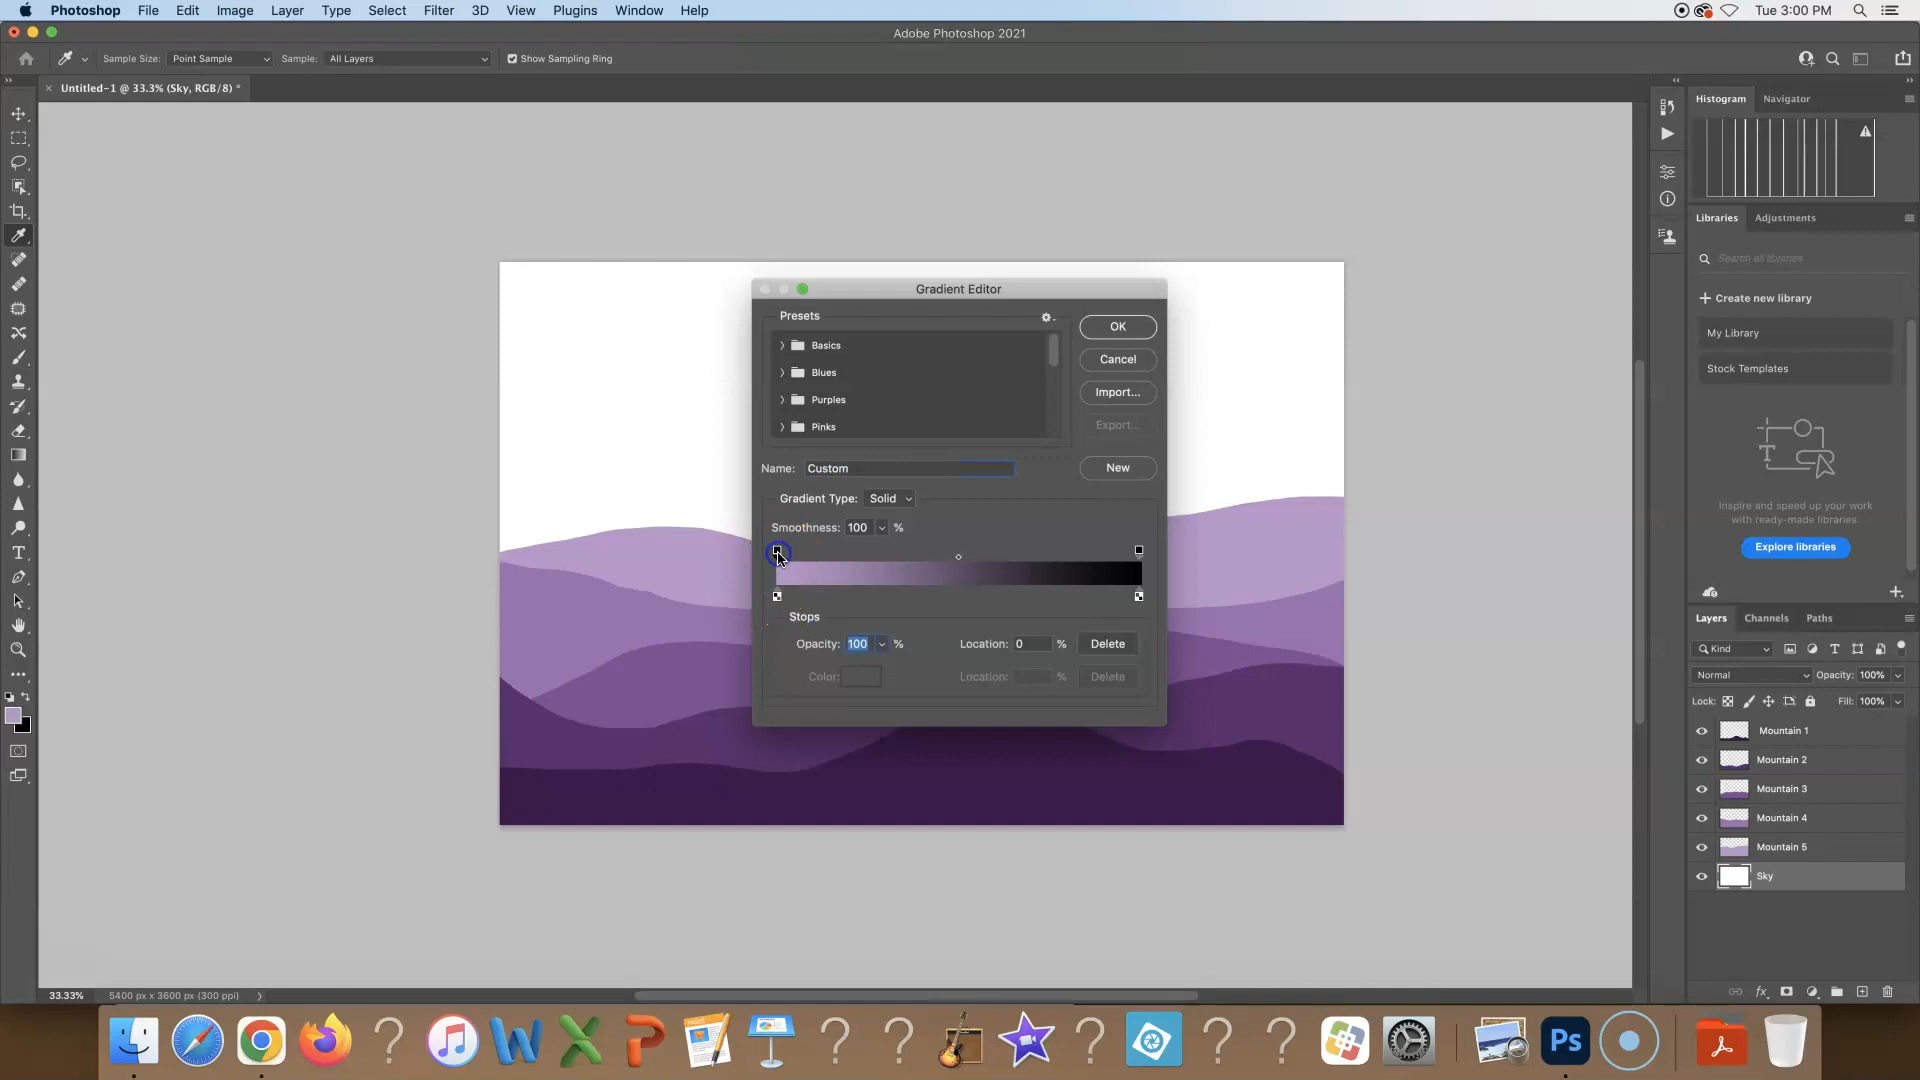 Photoshop File Edit Image Layer Type Select Filter 3D View Plugins Window Help Tue 3:00 PM
Adobe Photoshop 2021
Sample Size: Point Sample Sample: All Layers Show Sampling Ring
Untitled-1 @ 33.3% (Sky, RGB/8) *
Histogram Navigator
Libraries Adjustments
Search all libraries
Create new library
My Library
Stock Templates
Inspire and speed up your work
with ready-made libraries.
Explore libraries
Gradient Editor
Presets
Basics
Blues
Purples
Pinks
OK
Cancel
Import...
Export...
Name: Custom
New
Gradient Type: Solid
Smoothness: 100 %
Stops
Opacity: 100 % Location: 0 % Delete
Color: Location: % Delete
Layers Channels Paths
Kind
Normal Opacity: 100%
Lock: Fill: 100%
Mountain 1
Mountain 2
Mountain 3
Mountain 4
Mountain 5
Sky
fx
33.33% 5400 px x 3600 px (300 ppi)
W
X
P
Ps